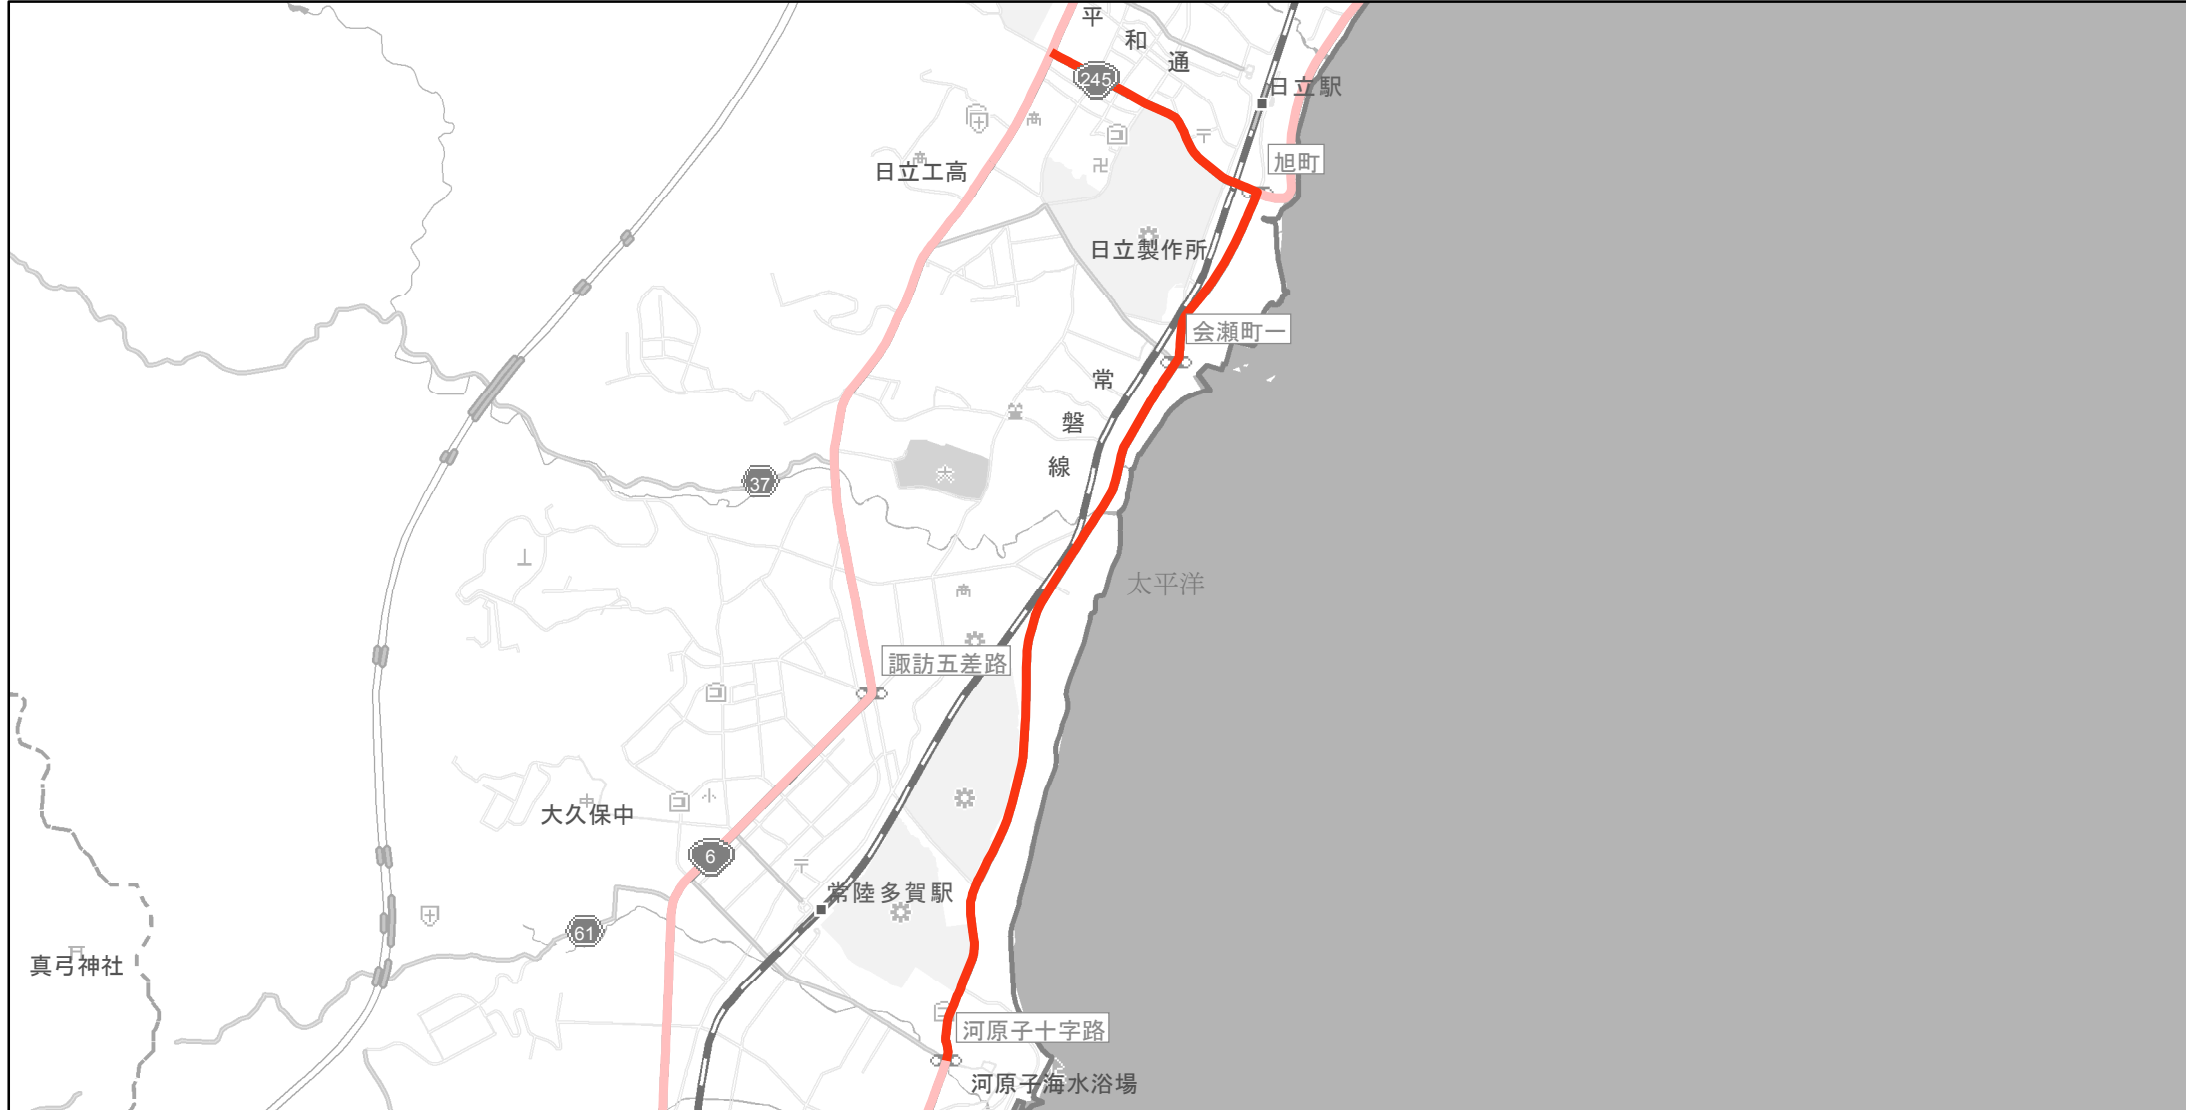 平和通
245
日立駅
旭町
日立工高
日立製作所
会瀬町一
常磐線
37
太平洋
諏訪五差路
大久保中
6
常陸多賀駅
61
真弓神社
河原子十字路
河原子海水浴場